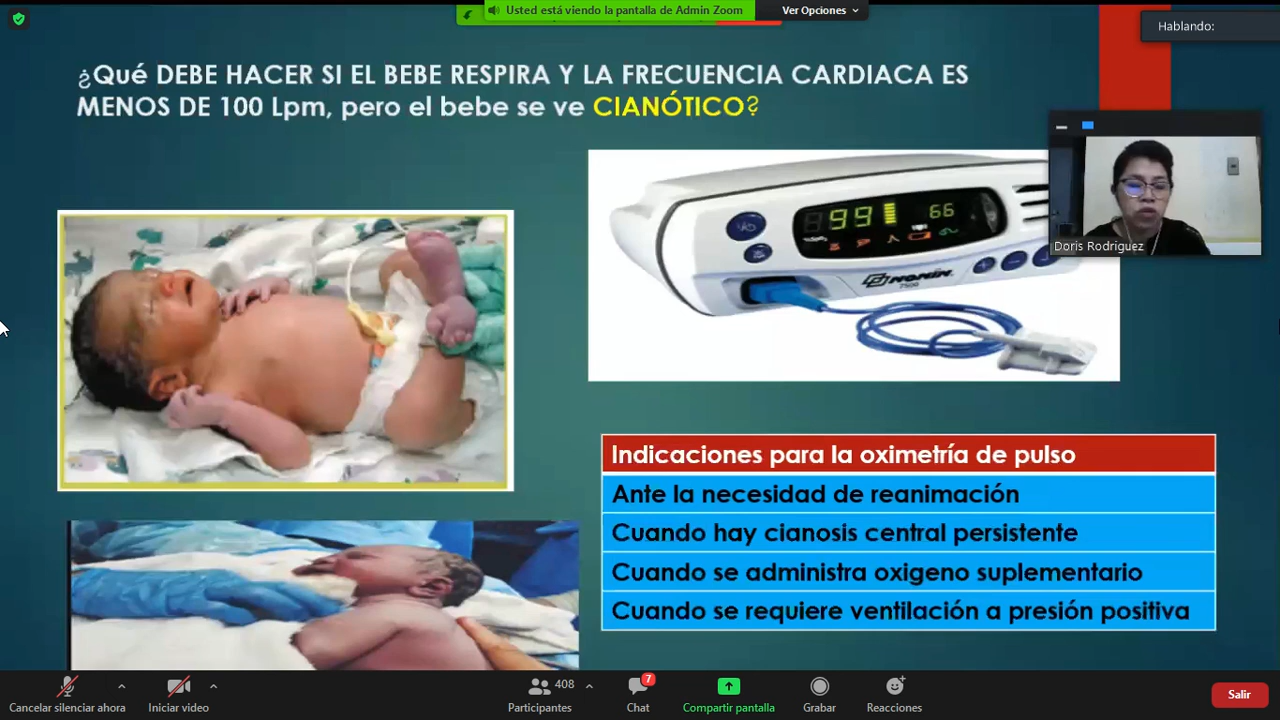 Usted está viendo la pantalla de Admin Zoom
Ver Opciones
Hablando:
¿Qué DEBE HACER SI EL BEBE RESPIRA Y LA FRECUENCIA CARDIACA ES
MENOS DE 100 Lpm, pero el bebe se ve CIANÓTICO?
Doris Rodriguez
99 66
NONIN
7500
Indicaciones para la oximetría de pulso
Ante la necesidad de reanimación
Cuando hay cianosis central persistente
Cuando se administra oxigeno suplementario
Cuando se requiere ventilación a presión positiva
Cancelar silenciar ahora
Iniciar video
408
Participantes
7
Chat
Compartir pantalla
Grabar
Reacciones
Salir